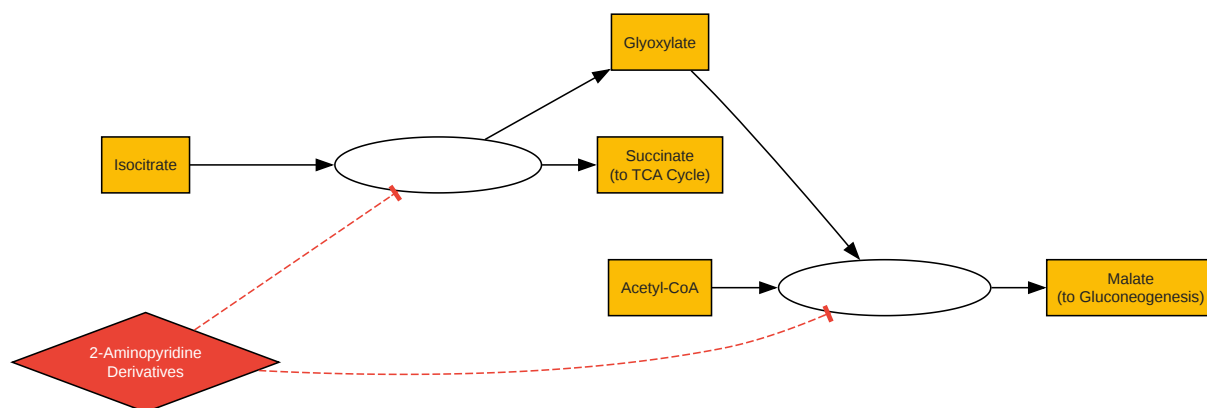 Glyoxylate
Isocitrate
Succinate
(to TCA Cycle)
Acetyl-CoA
Malate
(to Gluconeogenesis)
2-Aminopyridine
Derivatives